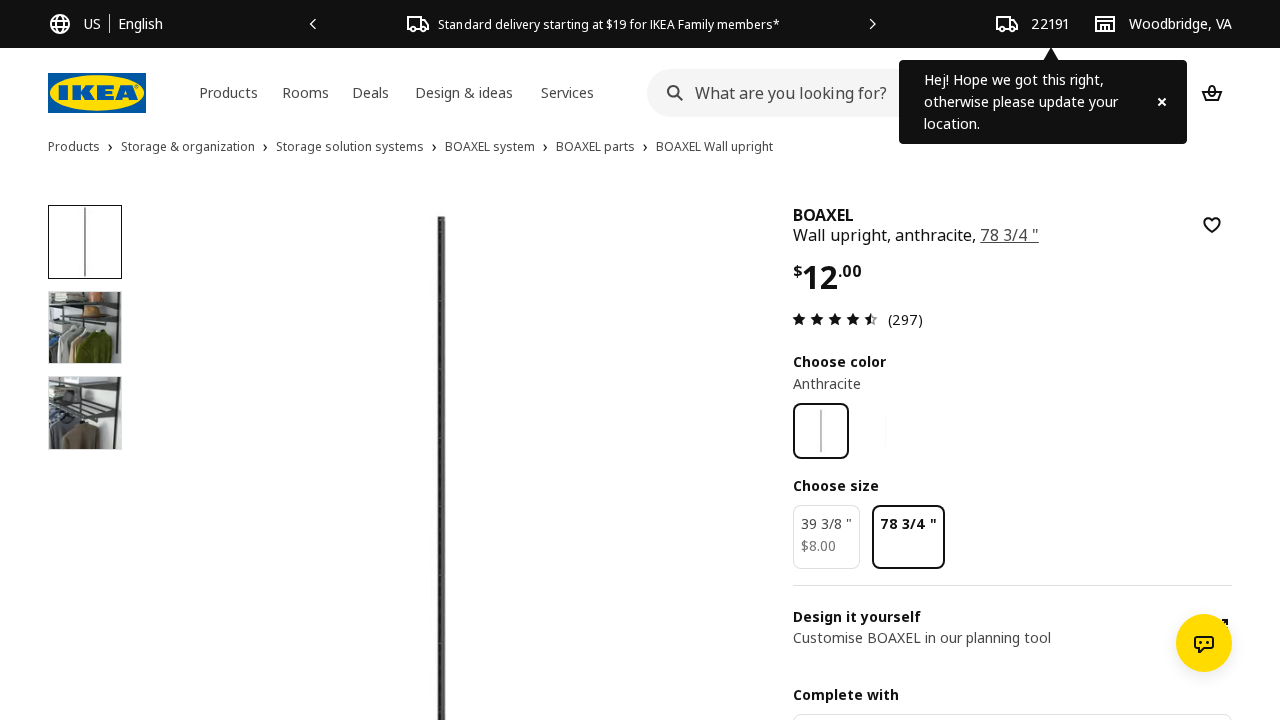 US
English
Standard delivery starting at $19 for IKEA Family members*
22191
Woodbridge, VA
Hej! Hope we got this right,
otherwise please update your
location.
IKEA
Products
Rooms
Deals
Design & ideas
Services
What are you looking for?
Products › Storage & organization › Storage solution systems › BOAXEL system › BOAXEL parts › BOAXEL Wall upright
BOAXEL
Wall upright, anthracite, 78 3/4 "
$12.00
(297)
Choose color
Anthracite
Choose size
39 3/8 "
$8.00
78 3/4 "
Design it yourself
Customise BOAXEL in our planning tool
Complete with